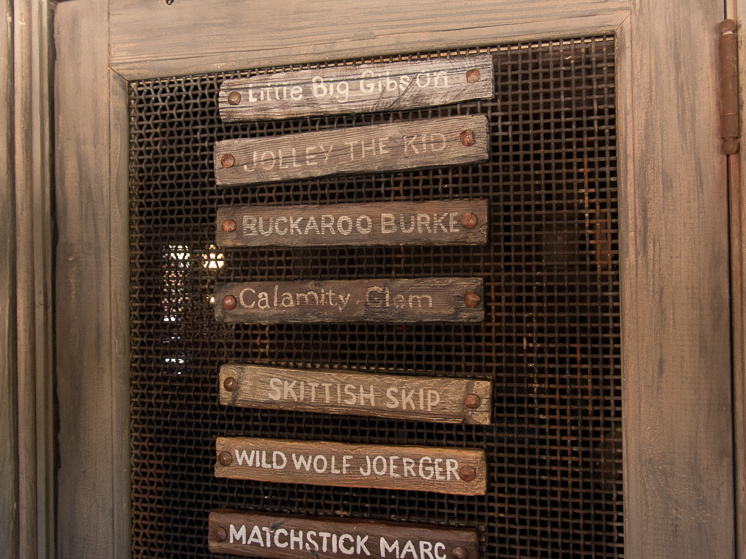 Little Big Gibson
JOLLEY THE KID
BUCKAROO BURKE
Calamity Clem
SKITTISH SKIP
WILD WOLF JOERGER
MATCHSTICK MARC